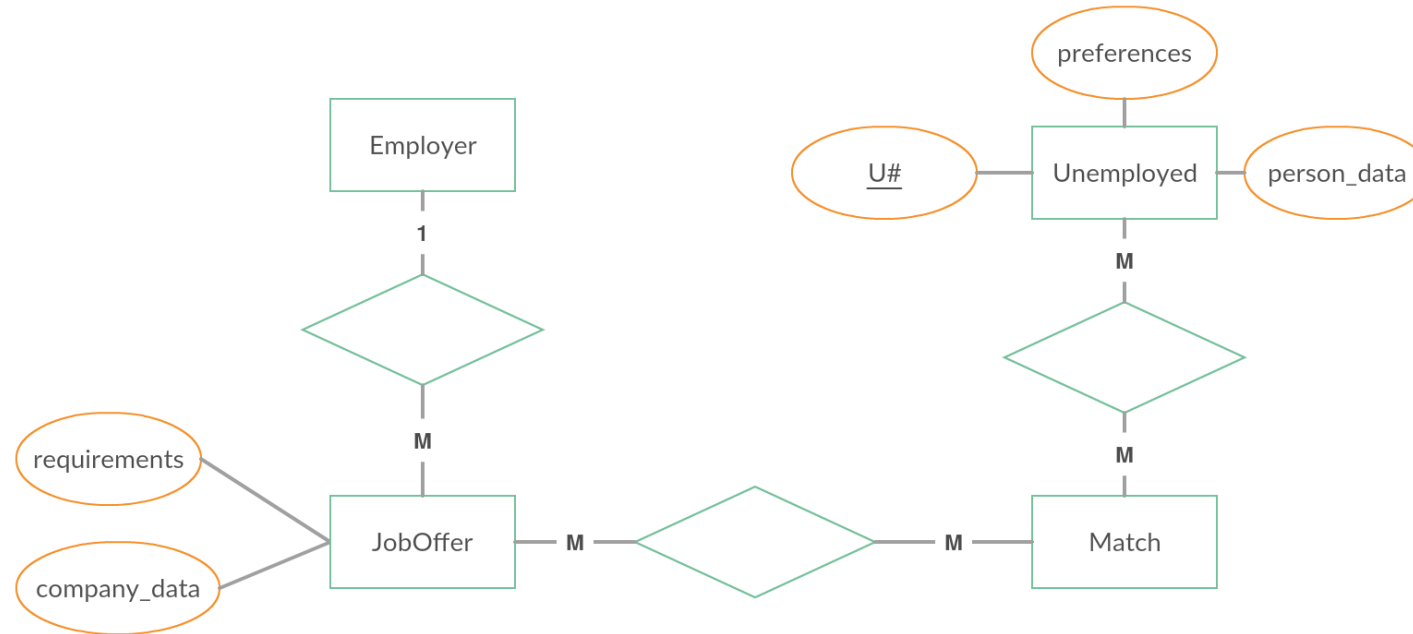 preferences
Employer
U#
Unemployed
person_data
1
M
M
M
requirements
JobOffer
M
M
Match
company_data